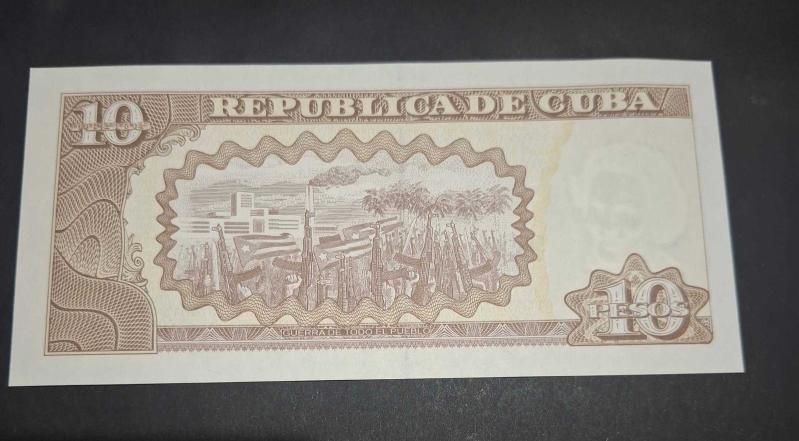 REPUBLICA DE CUBA
10
GUERRA DE TODO EL PUEBLO
10
PESOS